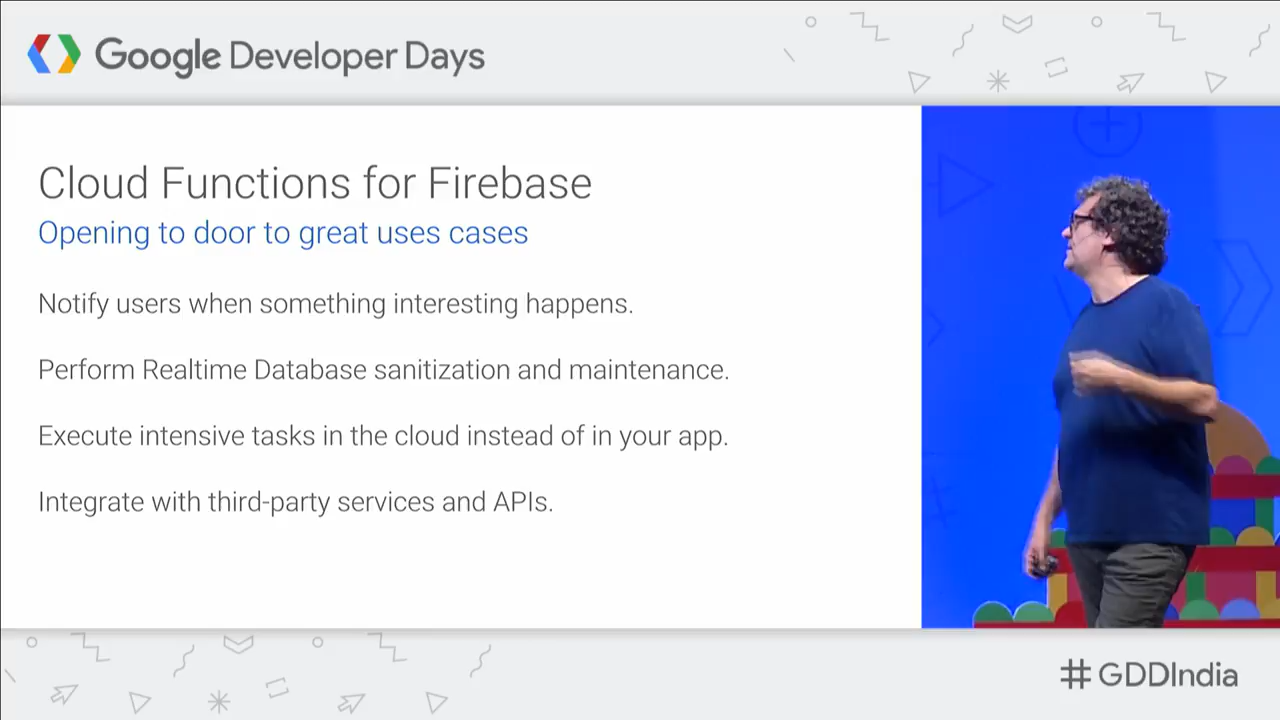 Google Developer Days
Cloud Functions for Firebase
Opening to door to great uses cases
Notify users when something interesting happens.
Perform Realtime Database sanitization and maintenance.
Execute intensive tasks in the cloud instead of in your app.
Integrate with third-party services and APIs.
#GDDIndia